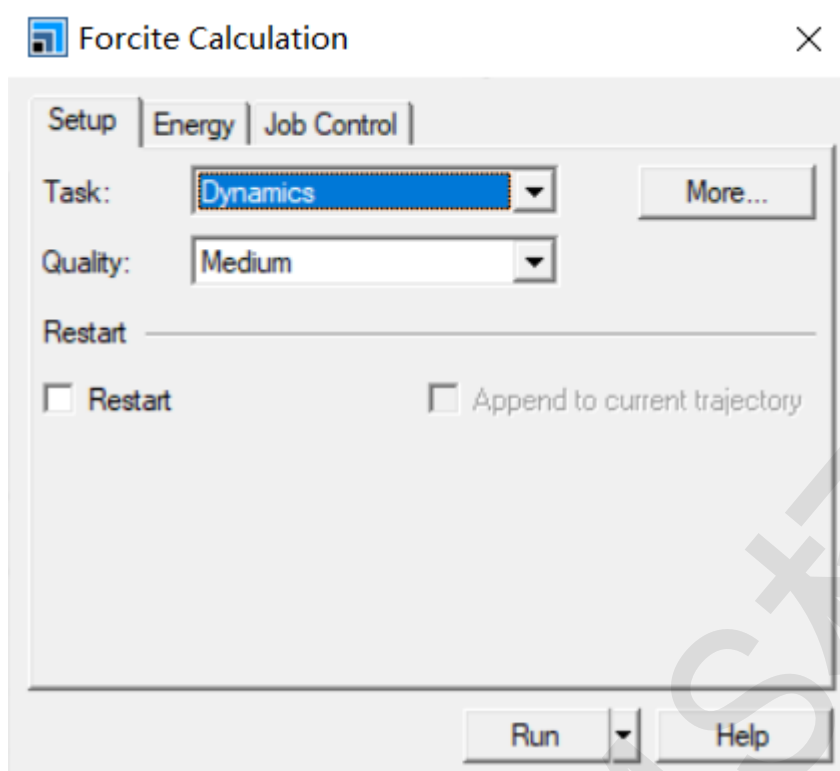 Forcite Calculation
Setup Energy Job Control
Task: Dynamics More...
Quality: Medium
Restart
Restart Append to current trajectory
Run Help